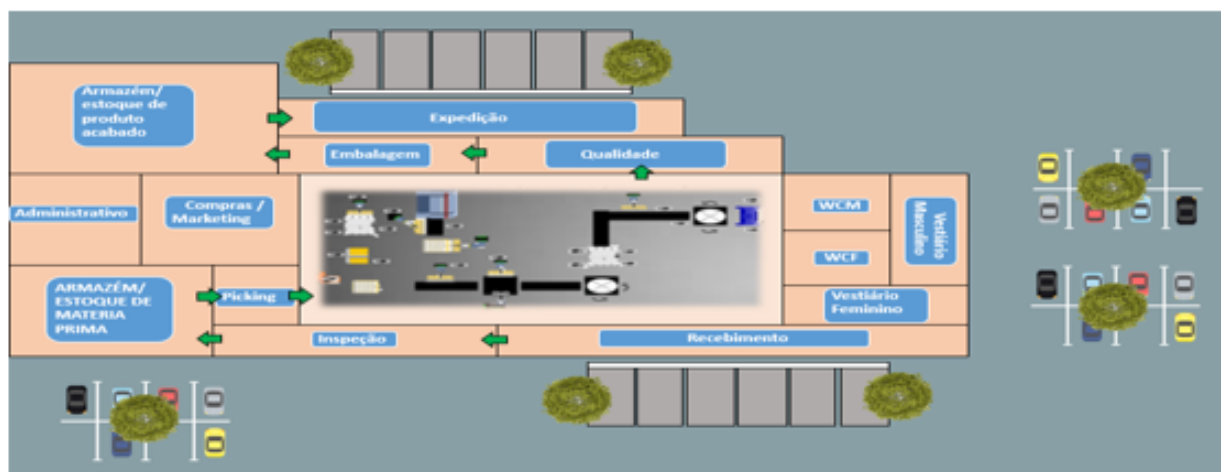 Armazém/
estoque de
produto
acabado
Expedição
Embalagem
Qualidade
Administrativo
Compras /
Marketing
WCM
WCF
Vestiário
Masculino
Vestiário
Feminino
ARMAZÉM/
ESTOQUE DE
MATERIA
PRIMA
Picking
Inspeção
Recebimento